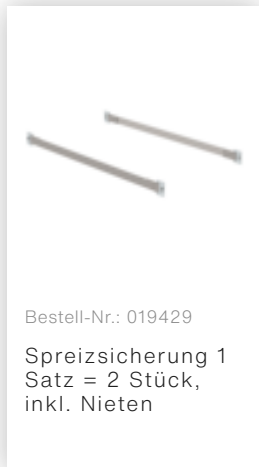 Bestell-Nr.: 019429
Spreizsicherung 1
Satz = 2 Stück,
inkl. Nieten